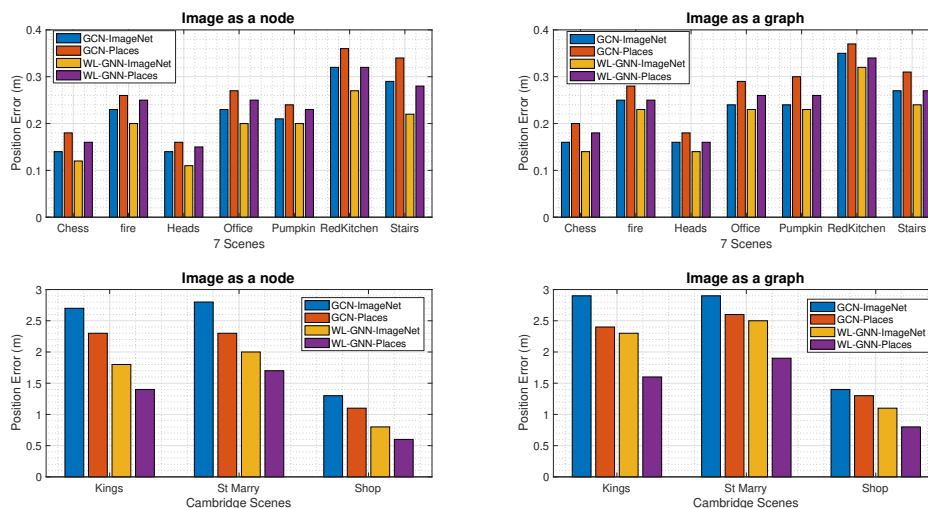 Image as a node
GCN-ImageNet
GCN-Places
WL-GNN-ImageNet
WL-GNN-Places
Position Error (m)
0.4
0.3
0.2
0.1
0
Chess fire Heads Office Pumpkin RedKitchen Stairs
7 Scenes
Image as a graph
GCN-ImageNet
GCN-Places
WL-GNN-ImageNet
WL-GNN-Places
Position Error (m)
0.4
0.3
0.2
0.1
0
Chess fire Heads Office Pumpkin RedKitchen Stairs
7 Scenes
Image as a node
GCN-ImageNet
GCN-Places
WL-GNN-ImageNet
WL-GNN-Places
Position Error (m)
3
2.5
2
1.5
1
0.5
0
Kings St Marry Shop
Cambridge Scenes
Image as a graph
GCN-ImageNet
GCN-Places
WL-GNN-ImageNet
WL-GNN-Places
Position Error (m)
3
2.5
2
1.5
1
0.5
0
Kings St Marry Shop
Cambridge Scenes